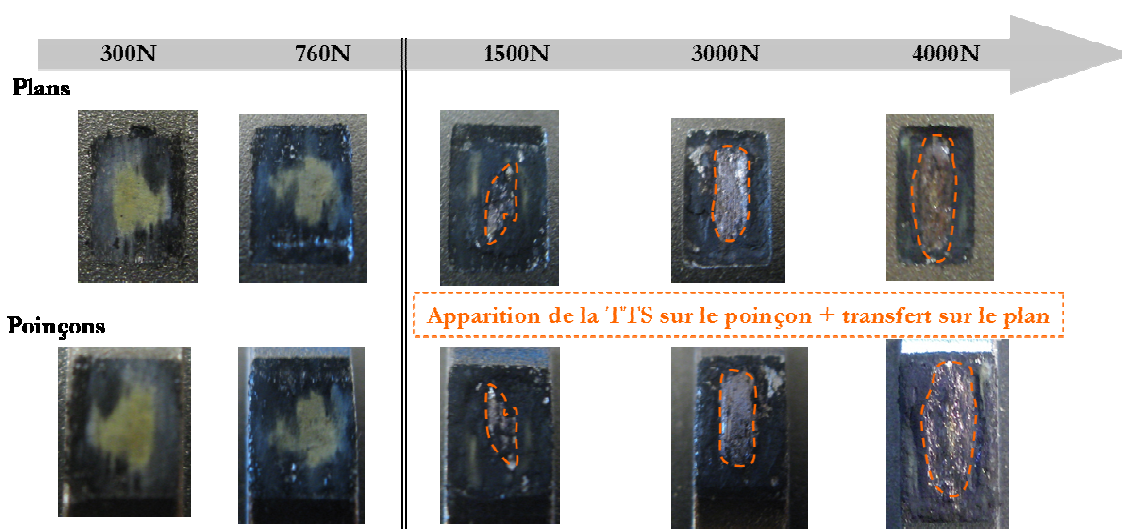 300N 760N 1500N 3000N 4000N
Plans
Apparition de la TTS sur le poinçon + transfert sur le plan
Poinçons